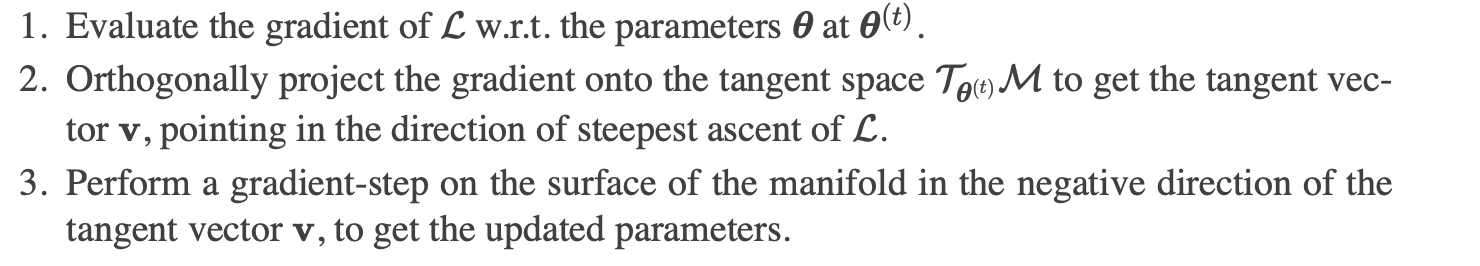 1. Evaluate the gradient of ℒ w.r.t. the parameters 𝜽 at 𝜽⁽ᵗ⁾.
2. Orthogonally project the gradient onto the tangent space 𝒯_𝜽⁽ᵗ⁾ℳ to get the tangent vec-
tor 𝐯, pointing in the direction of steepest ascent of ℒ.
3. Perform a gradient-step on the surface of the manifold in the negative direction of the
tangent vector 𝐯, to get the updated parameters.